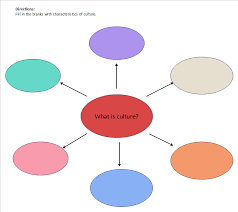 Directions:
Fill in the blanks with characteristics of culture.
What is culture?